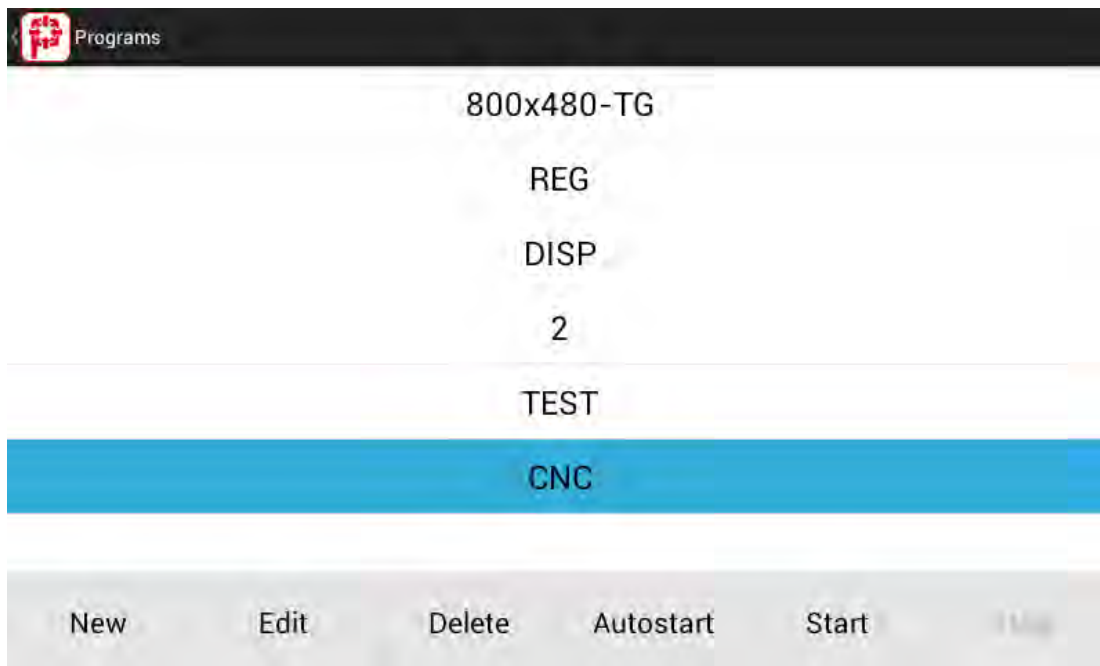 Programs
800x480-TG
REG
DISP
2
TEST
CNC
New Edit Delete Autostart Start